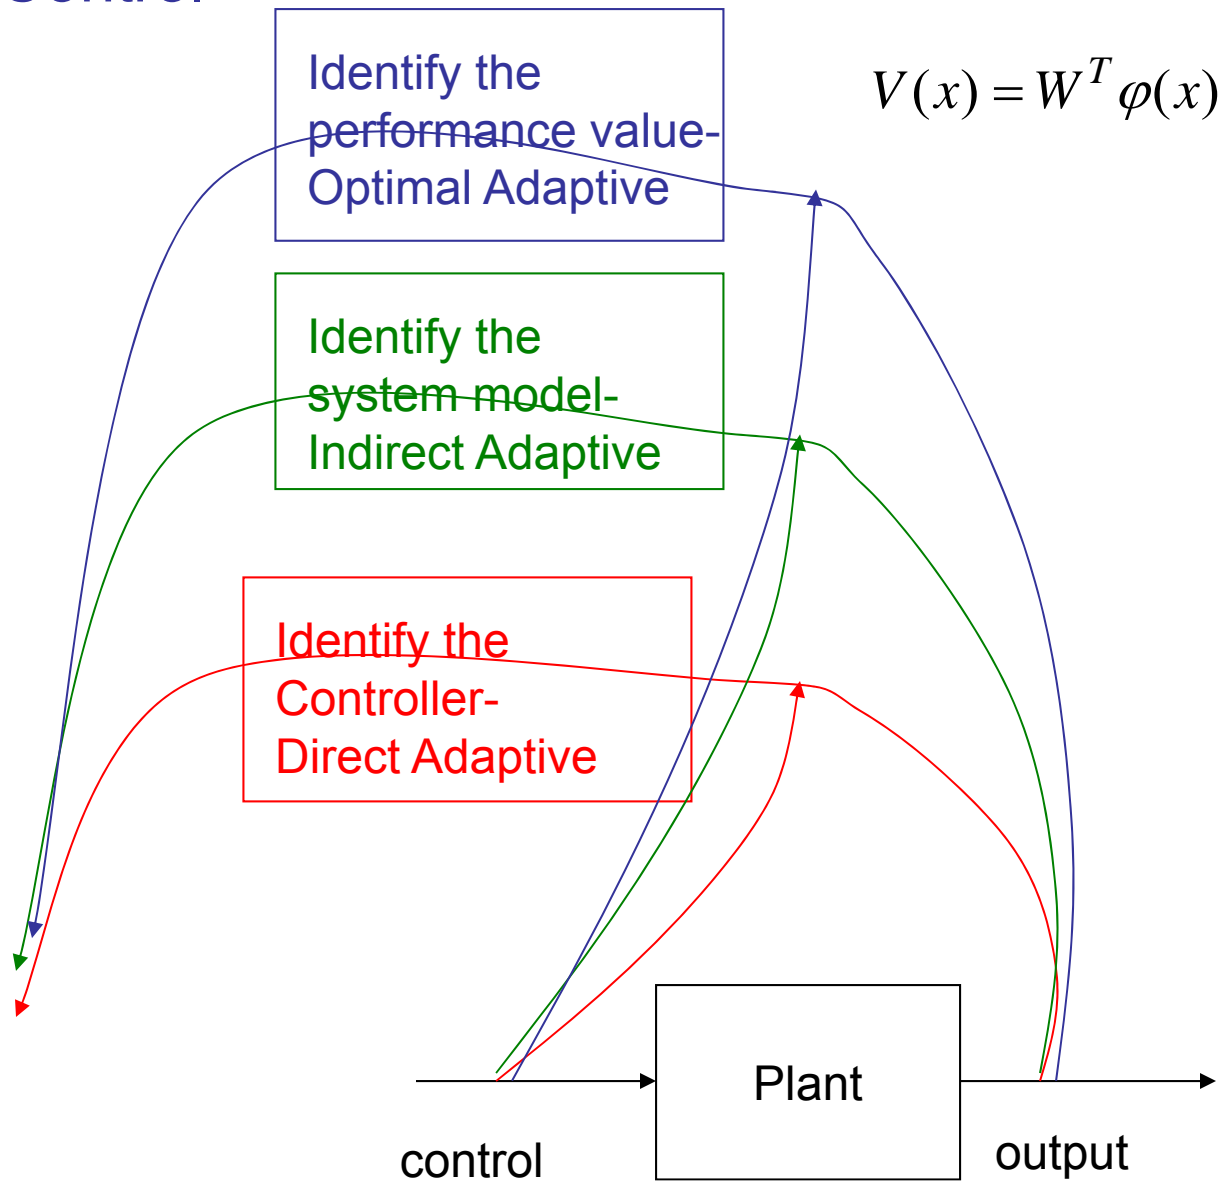 Identify the
performance value-
Optimal Adaptive
V(x) = W^T φ(x)
Identify the
system model-
Indirect Adaptive
Identify the
Controller-
Direct Adaptive
Plant
control
output